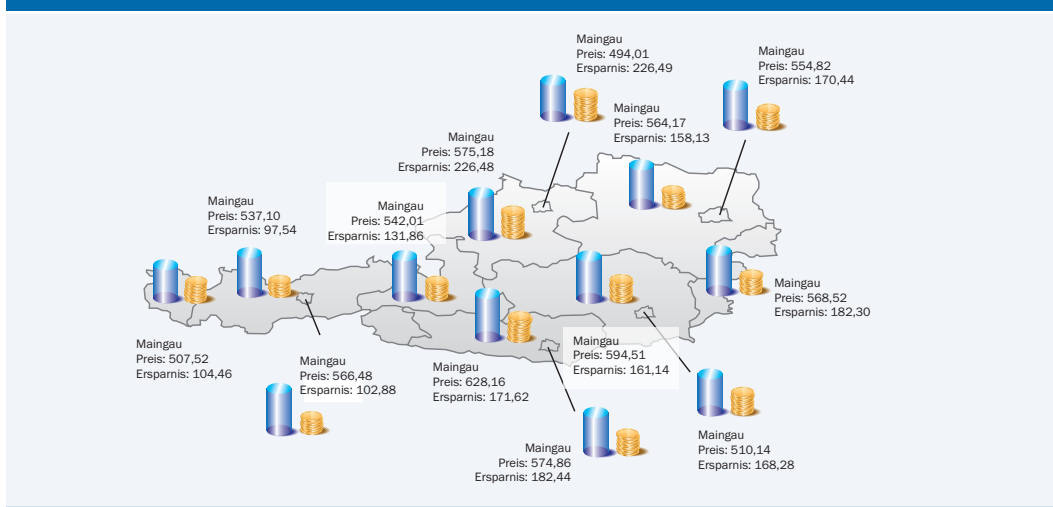 Maingau
Preis: 494,01
Ersparnis: 226,49
Maingau
Preis: 554,82
Ersparnis: 170,44
Maingau
Preis: 564,17
Ersparnis: 158,13
Maingau
Preis: 575,18
Ersparnis: 226,48
Maingau
Preis: 542,01
Ersparnis: 131,86
Maingau
Preis: 537,10
Ersparnis: 97,54
Maingau
Preis: 568,52
Ersparnis: 182,30
Maingau
Preis: 507,52
Ersparnis: 104,46
Maingau
Preis: 566,48
Ersparnis: 102,88
Maingau
Preis: 628,16
Ersparnis: 171,62
Maingau
Preis: 594,51
Ersparnis: 161,14
Maingau
Preis: 574,86
Ersparnis: 182,44
Maingau
Preis: 510,14
Ersparnis: 168,28